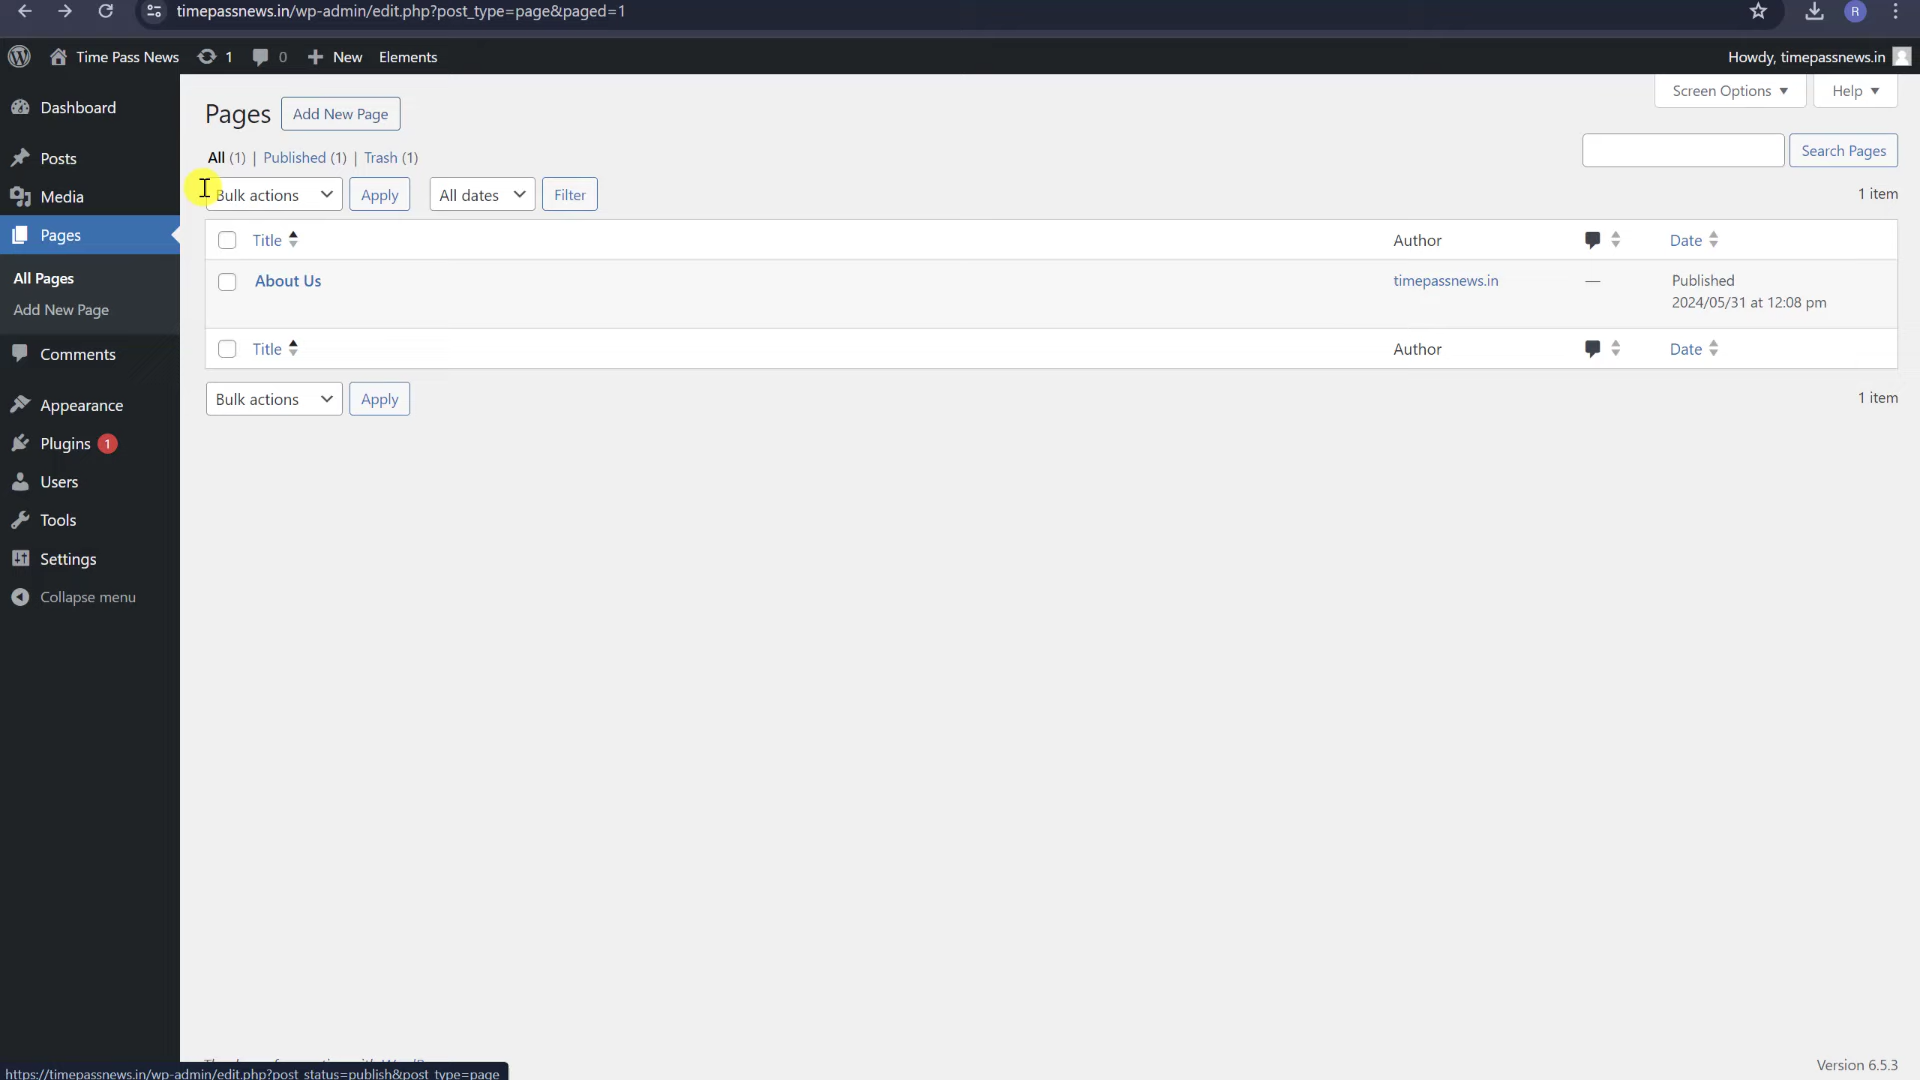 timepassnews.in/wp-admin/edit.php?post_type=page&paged=1
R
Time Pass News 1 0 New Elements
Howdy, timepassnews.in
Dashboard
Posts
Media
Pages
All Pages
Add New Page
Comments
Appearance
Plugins 1
Users
Tools
Settings
Collapse menu
Screen Options Help
Pages Add New Page
All (1) | Published (1) | Trash (1)
Search Pages
Bulk actions Apply All dates Filter 1 item
Title Author Date
About Us timepassnews.in — Published
2024/05/31 at 12:08 pm
Title Author Date
Bulk actions Apply 1 item
Version 6.5.3
https://timepassnews.in/wp-admin/edit.php?post_status=publish&post_type=page